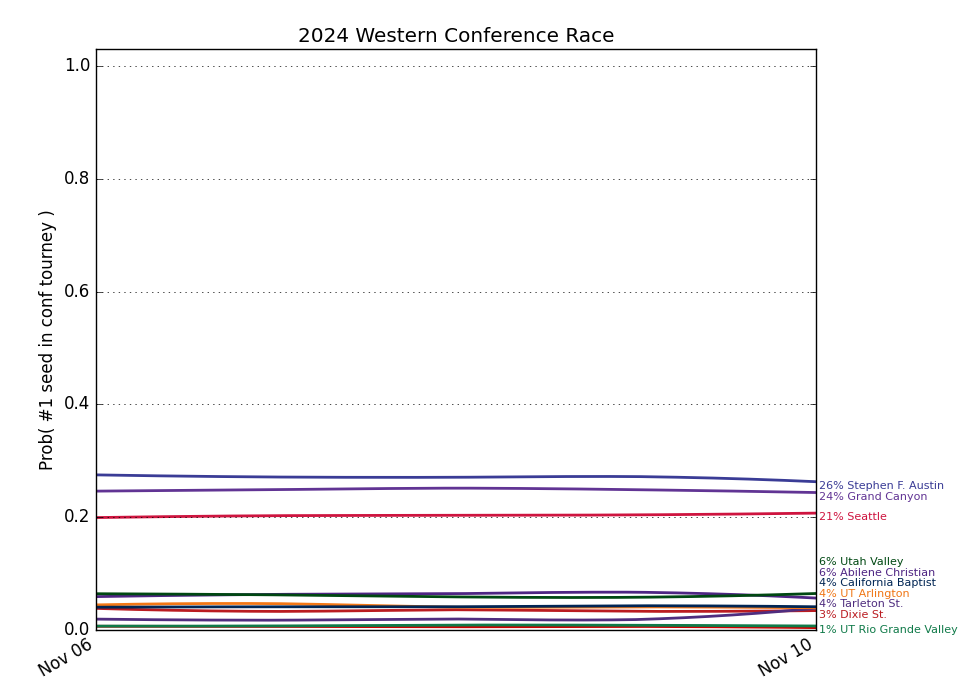 2024 Western Conference Race
Prob( #1 seed in conf tourney )
1.0
0.8
0.6
0.4
0.2
0.0
Nov 06
Nov 10
26% Stephen F. Austin
24% Grand Canyon
21% Seattle
6% Utah Valley
6% Abilene Christian
4% California Baptist
4% UT Arlington
4% Tarleton St.
3% Dixie St.
1% UT Rio Grande Valley